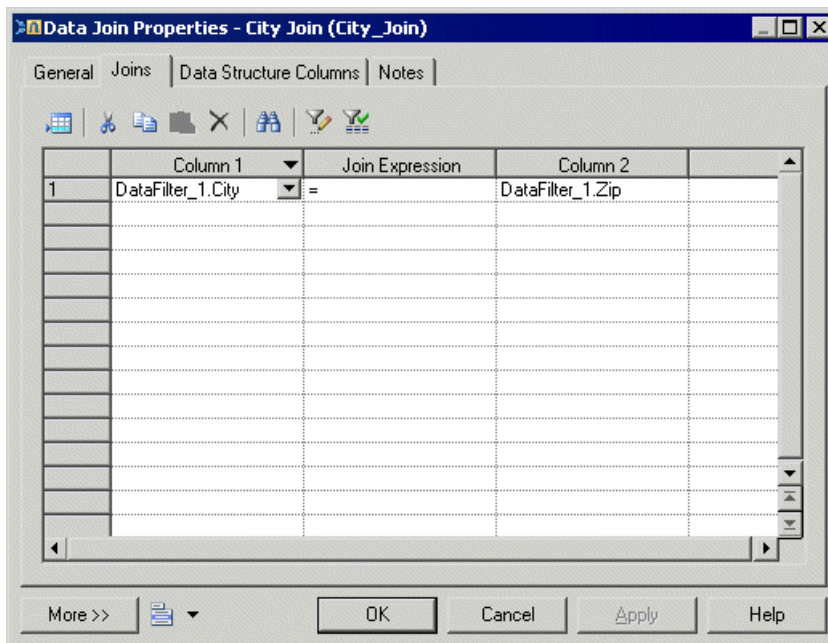 Data Join Properties - City Join (City_Join)
General Joins Data Structure Columns Notes
Column 1 Join Expression Column 2
1 DataFilter_1.City = DataFilter_1.Zip
More >> OK Cancel Apply Help